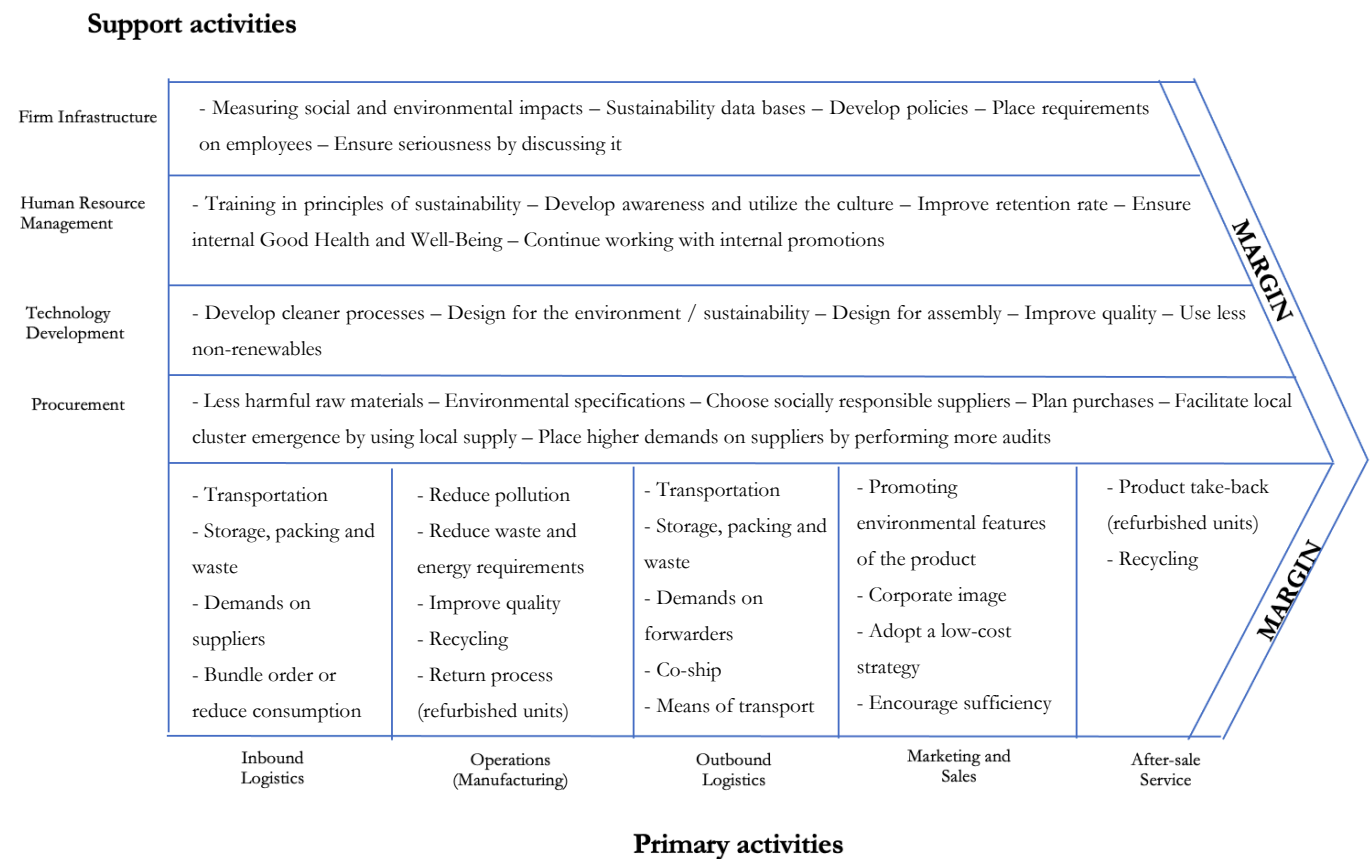 Support activities
Firm Infrastructure
- Measuring social and environmental impacts – Sustainability data bases – Develop policies – Place requirements
on employees – Ensure seriousness by discussing it
Human Resource
Management
- Training in principles of sustainability – Develop awareness and utilize the culture – Improve retention rate – Ensure
internal Good Health and Well-Being – Continue working with internal promotions
Technology
Development
- Develop cleaner processes – Design for the environment / sustainability – Design for assembly – Improve quality – Use less
non-renewables
Procurement
- Less harmful raw materials – Environmental specifications – Choose socially responsible suppliers – Plan purchases – Facilitate local
cluster emergence by using local supply – Place higher demands on suppliers by performing more audits
MARGIN
- Transportation
- Storage, packing and
waste
- Demands on
suppliers
- Bundle order or
reduce consumption
- Reduce pollution
- Reduce waste and
energy requirements
- Improve quality
- Recycling
- Return process
(refurbished units)
- Transportation
- Storage, packing and
waste
- Demands on
forwarders
- Co-ship
- Means of transport
- Promoting
environmental features
of the product
- Corporate image
- Adopt a low-cost
strategy
- Encourage sufficiency
- Product take-back
(refurbished units)
- Recycling
MARGIN
Inbound
Logistics
Operations
(Manufacturing)
Outbound
Logistics
Marketing and
Sales
After-sale
Service
Primary activities